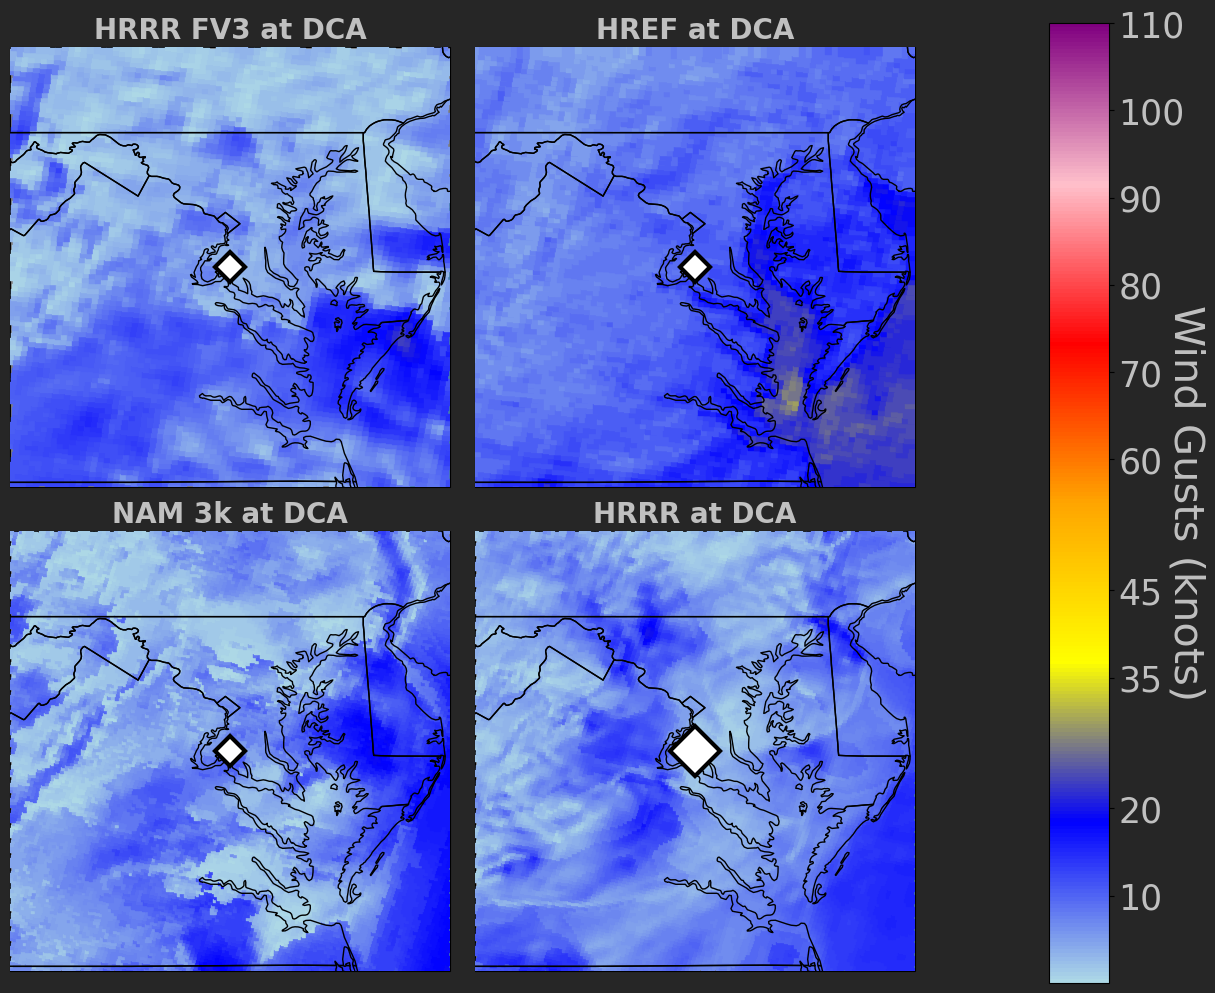 HRRR FV3 at DCA
HREF at DCA
NAM 3k at DCA
HRRR at DCA
110
100
90
80
70
60
45
35
20
10
Wind Gusts (knots)